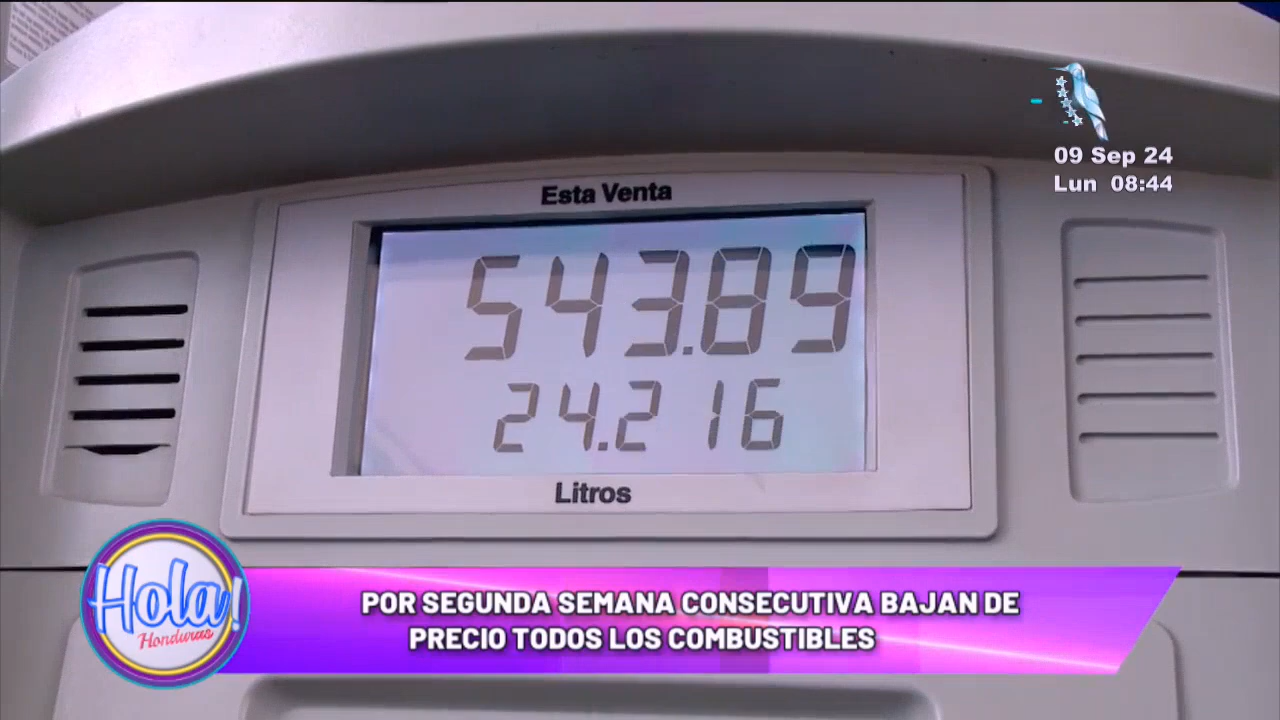 09 Sep 24
Lun 08:44
Esta Venta
543.89
24.216
Litros
Hola!
Honduras
POR SEGUNDA SEMANA CONSECUTIVA BAJAN DE
PRECIO TODOS LOS COMBUSTIBLES